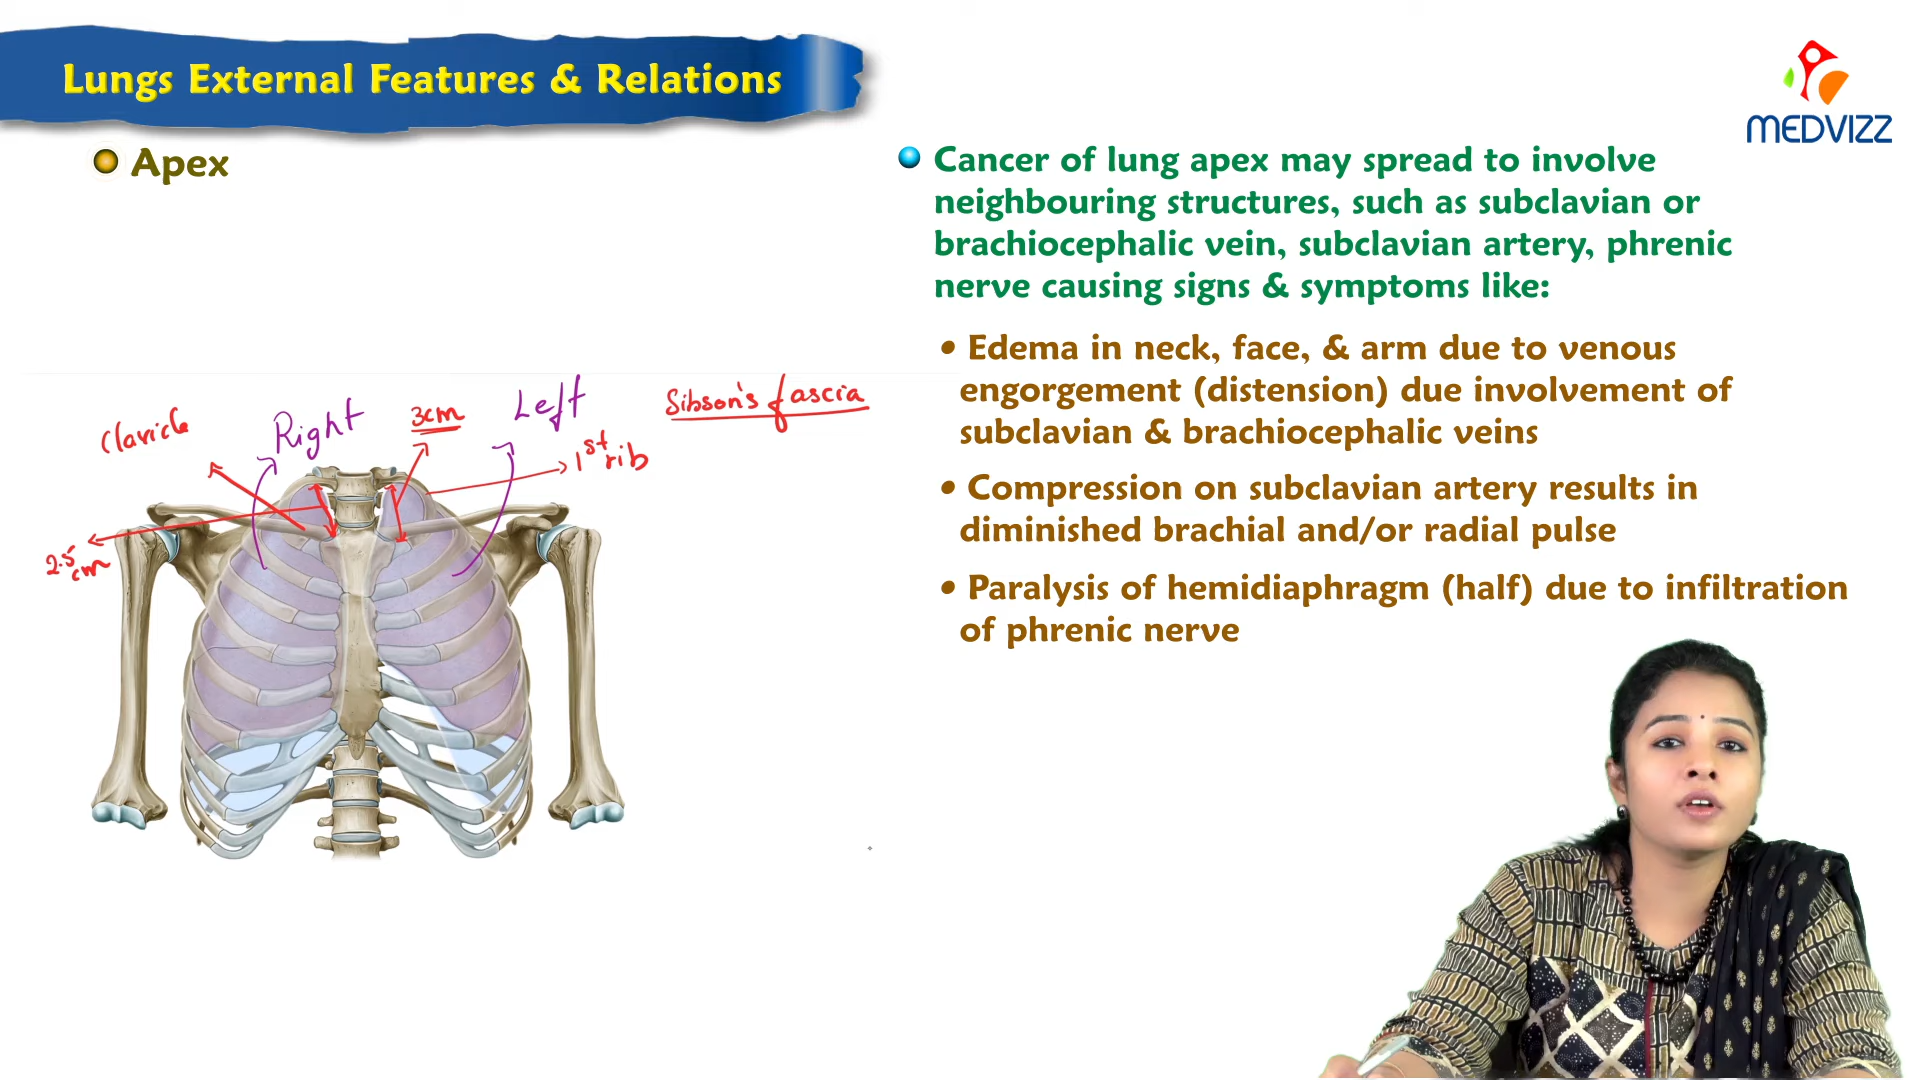 Lungs External Features & Relations
MEDVIZZ
Apex
Clavicle
Right
3cm
Left
Sibson's fascia
1st rib
2.5 cm
Cancer of lung apex may spread to involve
neighbouring structures, such as subclavian or
brachiocephalic vein, subclavian artery, phrenic
nerve causing signs & symptoms like:
• Edema in neck, face, & arm due to venous
engorgement (distension) due involvement of
subclavian & brachiocephalic veins
• Compression on subclavian artery results in
diminished brachial and/or radial pulse
• Paralysis of hemidiaphragm (half) due to infiltration
of phrenic nerve